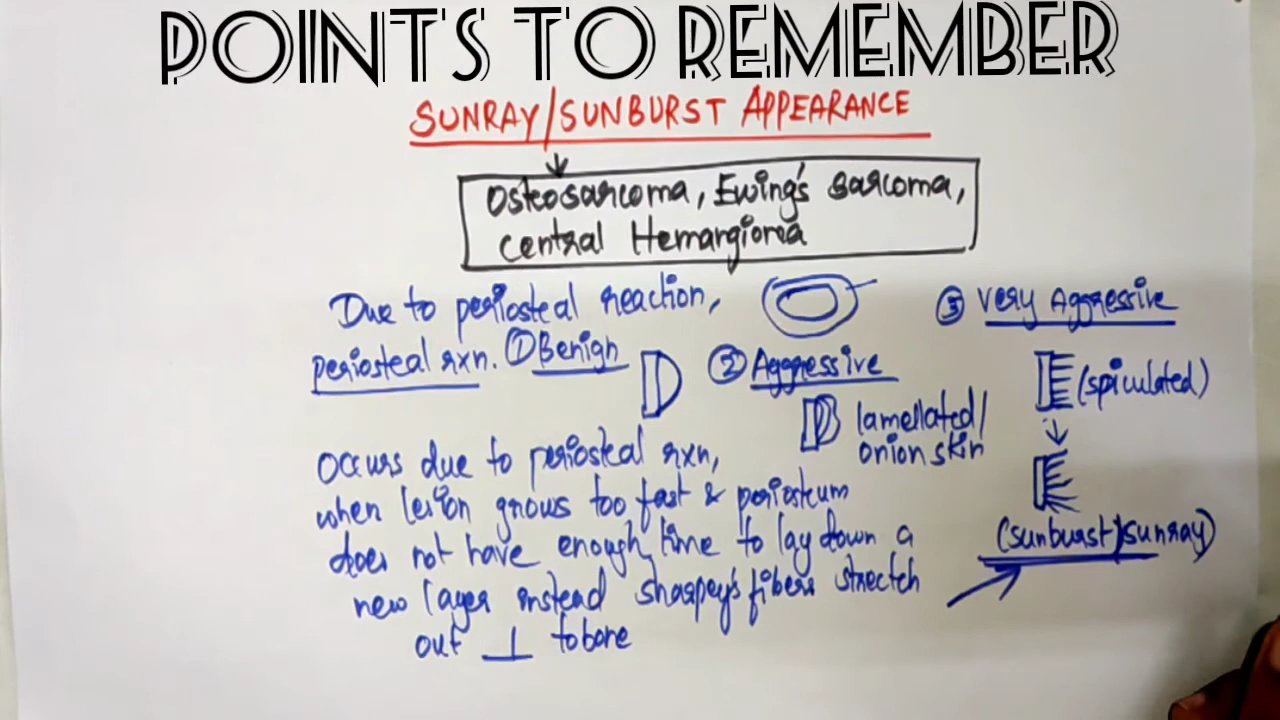 POINTS TO REMEMBER
SUNRAY/SUNBURST APPEARANCE
Osteosarcoma, Ewing's sarcoma,
central Hemargioma
Due to periosteal reaction,
periosteal rxn. ① Benign
② Aggressive
lamellated/
onion skin
③ Very Aggressive
(spiculated)
(sunburst/sunray)
occurs due to periosteal rxn,
when lesion grows too fast & periosteum
does not have enough time to lay down a
new layer instead sharpey's fibers stretch
out ⊥ to bone